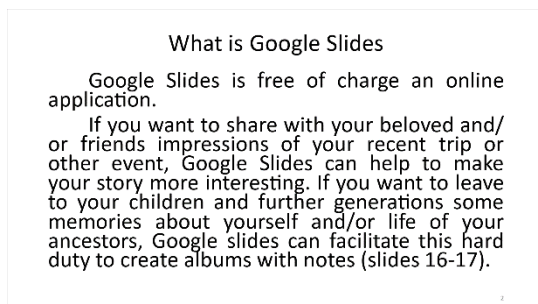 What is Google Slides
Google Slides is free of charge an online
application.
If you want to share with your beloved and/
or friends impressions of your recent trip or
other event, Google Slides can help to make
your story more interesting. If you want to leave
to your children and further generations some
memories about yourself and/or life of your
ancestors, Google slides can facilitate this hard
duty to create albums with notes (slides 16-17).